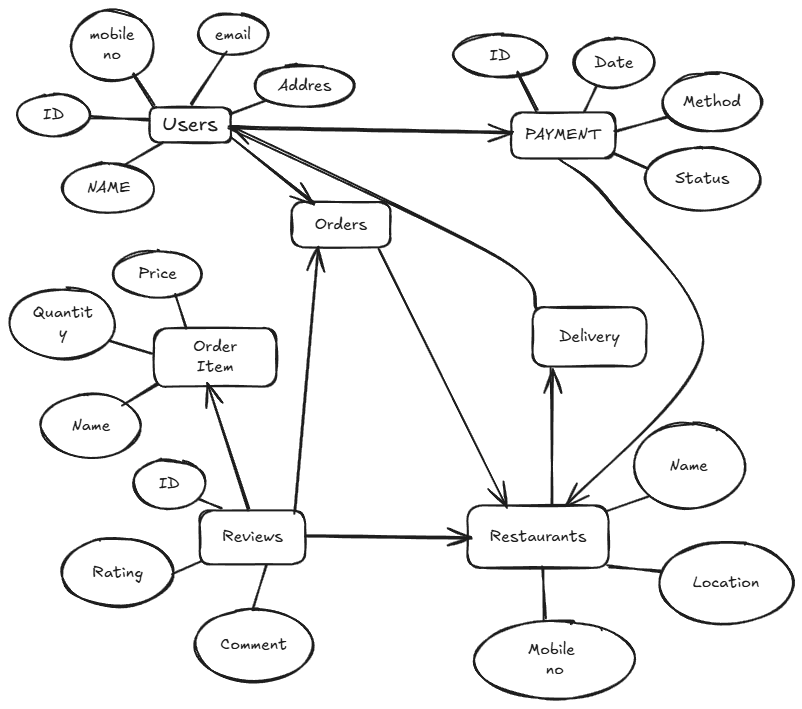 mobile
no
email
ID
Date
Addres
Method
ID
Users
PAYMENT
NAME
Status
Orders
Price
Quantit
y
Order
Item
Delivery
Name
Name
ID
Reviews
Restaurants
Rating
Location
Comment
Mobile
no